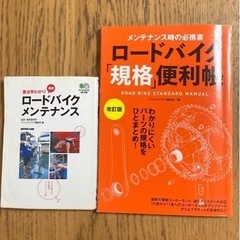 要点早わかり
ロードバイク
メンテナンス
メンテナンス時の必携書
ロードバイク
「規格」便利帳
ROAD BIKE STANDARD MANUAL
改訂版
わかりにくい
パーツの規格を
ひとまとめ!